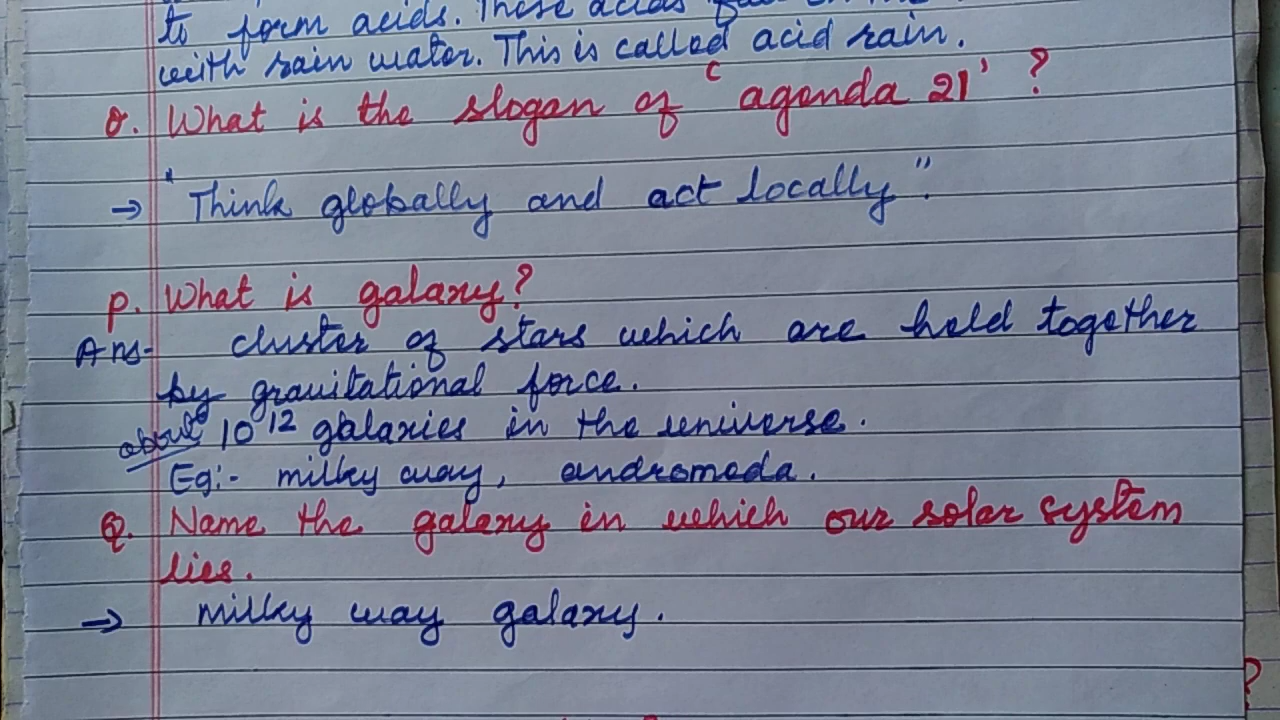 to form acids. These acids
with rain water. This is called acid rain.
o. What is the slogan of ‘agenda 21’ ?
→ "Think globally and act locally".
p. What is galaxy?
Ans- cluster of stars which are held together
by gravitational force.
about 10^12 galaxies in the universe.
Eg:- milky way, andromeda.
Q. Name the galaxy in which our solar system
lies.
→ milky way galaxy.
?